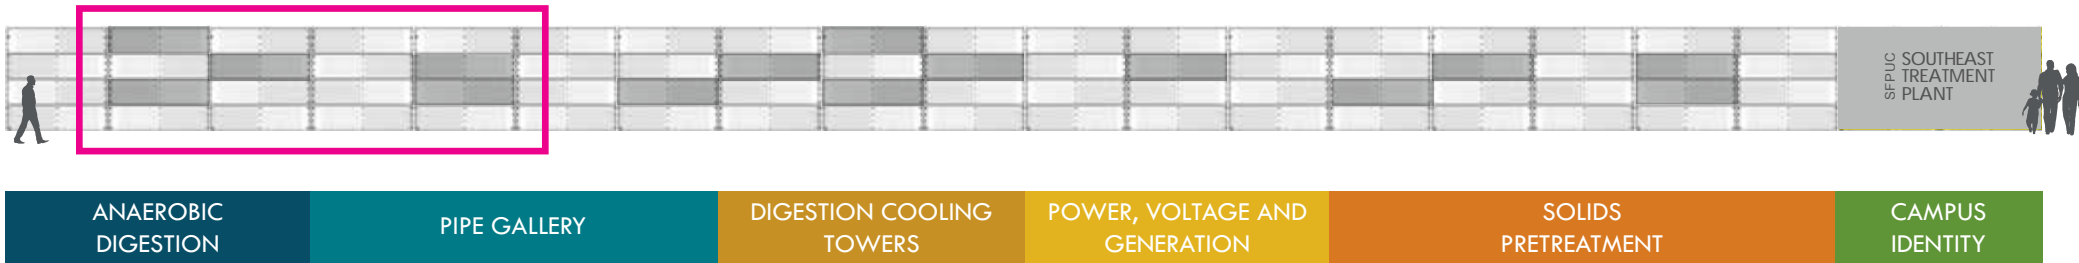 SFPUC
SOUTHEAST
TREATMENT
PLANT
ANAEROBIC
DIGESTION
PIPE GALLERY
DIGESTION COOLING
TOWERS
POWER, VOLTAGE AND
GENERATION
SOLIDS
PRETREATMENT
CAMPUS
IDENTITY